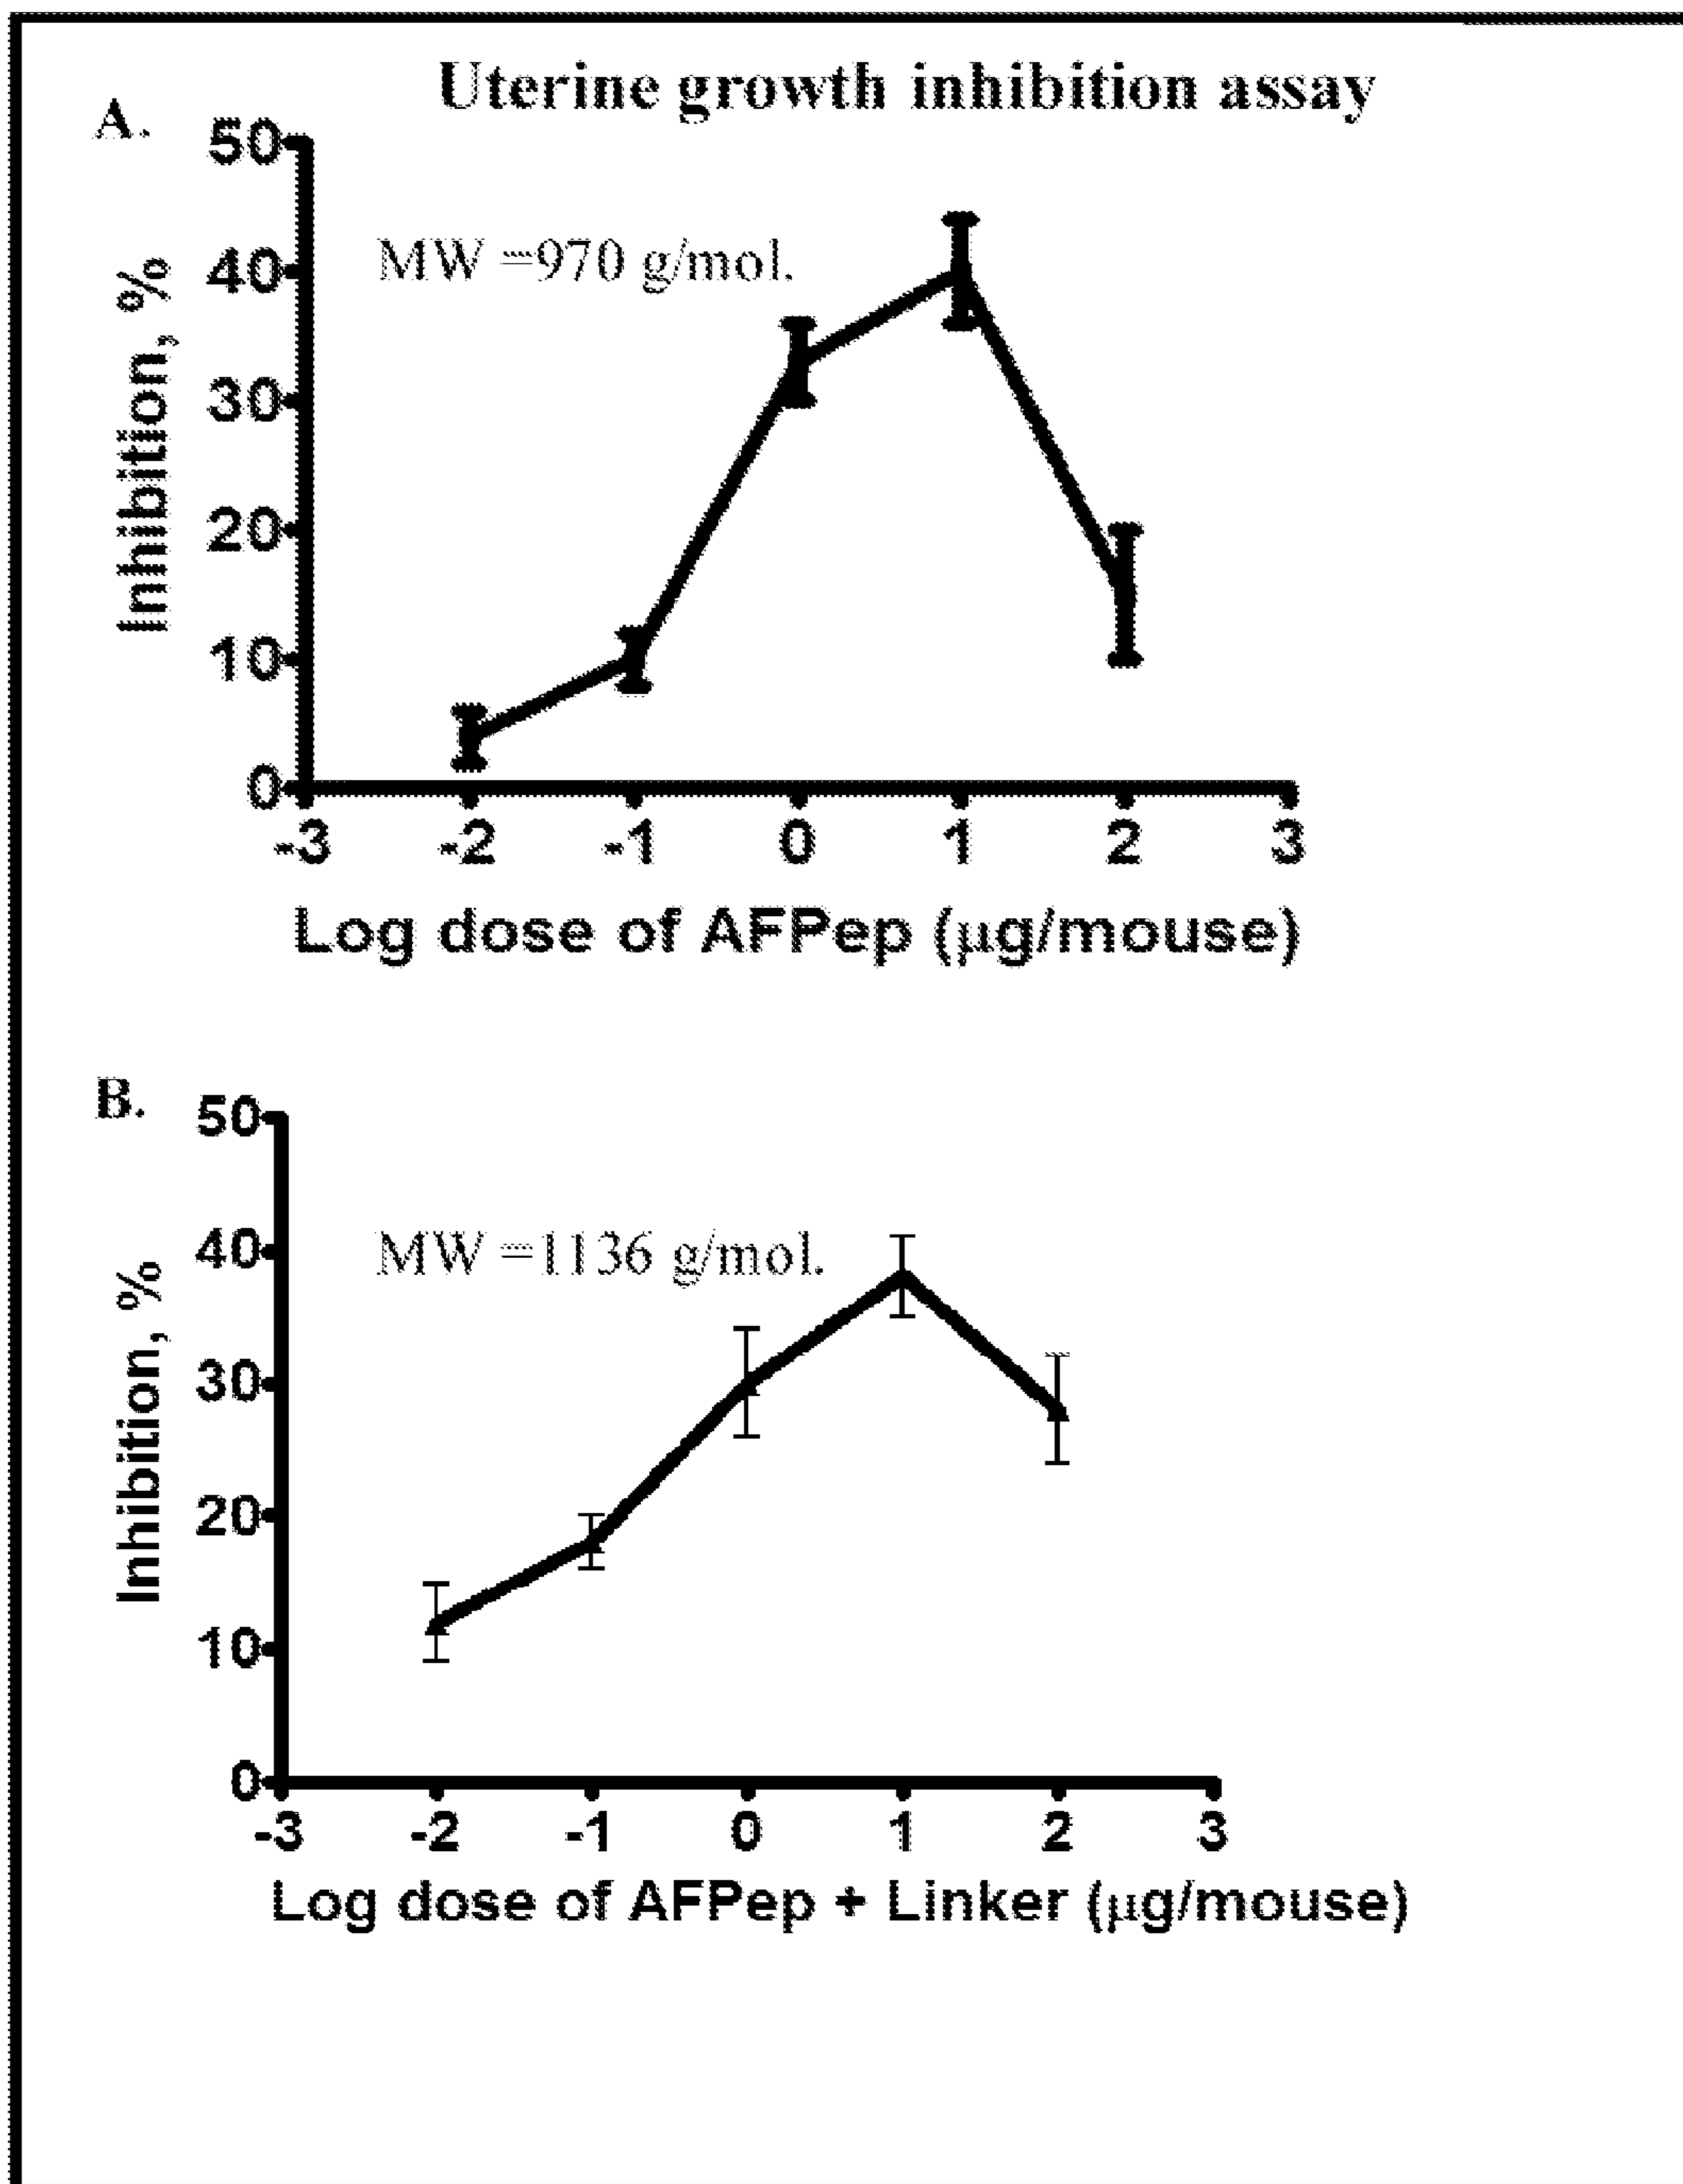 Uterine growth inhibition assay
A.
50
40
30
20
10
0
Inhibition, %
MW =970 g/mol.
-3 -2 -1 0 1 2 3
Log dose of AFPep (µg/mouse)
B.
50
40
30
20
10
0
Inhibition, %
MW =1136 g/mol.
-3 -2 -1 0 1 2 3
Log dose of AFPep + Linker (µg/mouse)